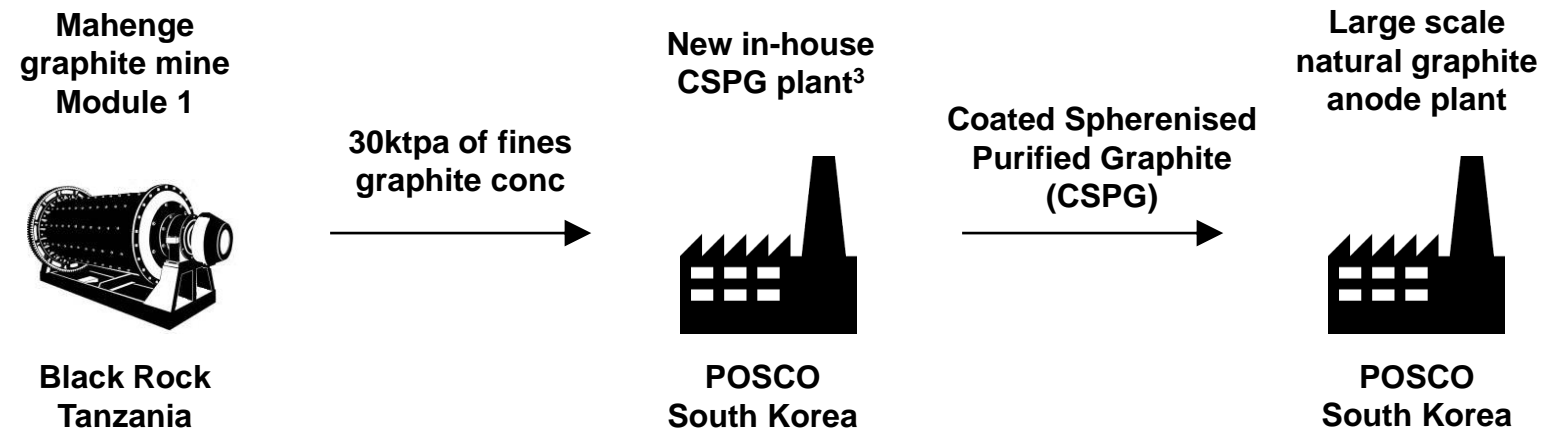 Mahenge
graphite mine
Module 1
30ktpa of fines
graphite conc
New in-house
CSPG plant³
Coated Spherenised
Purified Graphite
(CSPG)
Large scale
natural graphite
anode plant
Black Rock
Tanzania
POSCO
South Korea
POSCO
South Korea